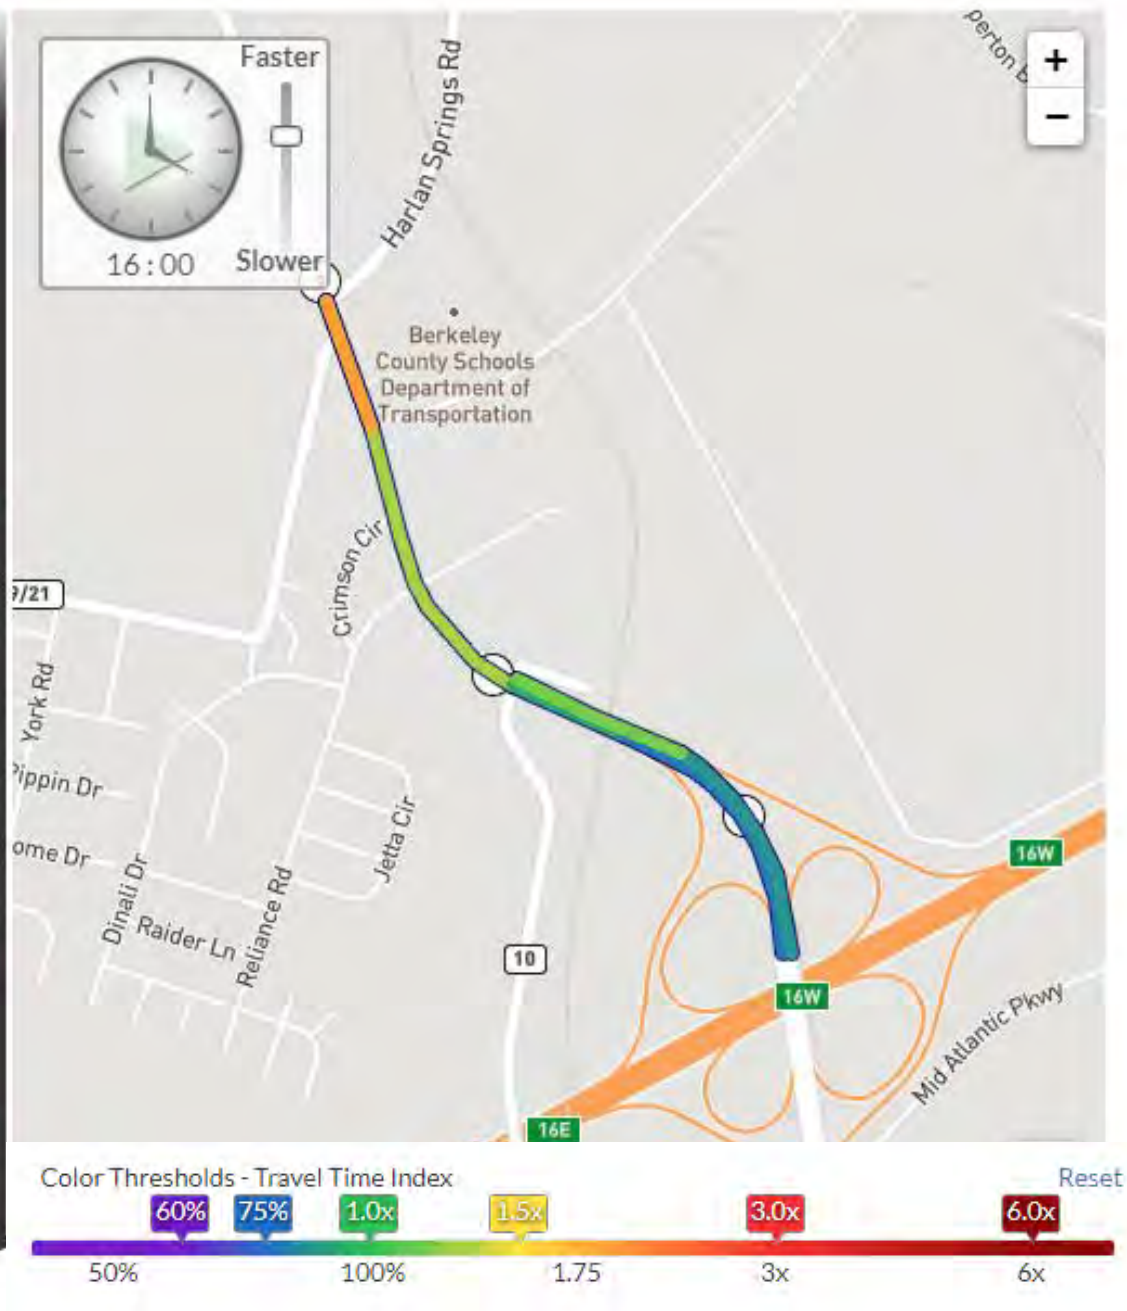 Faster
16:00
Slower
Harlan Springs Rd
+
−
Berkeley
County Schools
Department of
Transportation
Crimson Cir
9/21
York Rd
Pippin Dr
ome Dr
Dinali Dr
Raider Ln
Reliance Rd
Jetta Cir
10
16W
16W
Mid Atlantic Pkwy
16E
Color Thresholds - Travel Time Index
Reset
60% 75% 1.0x 1.5x 3.0x 6.0x
50% 100% 1.75 3x 6x